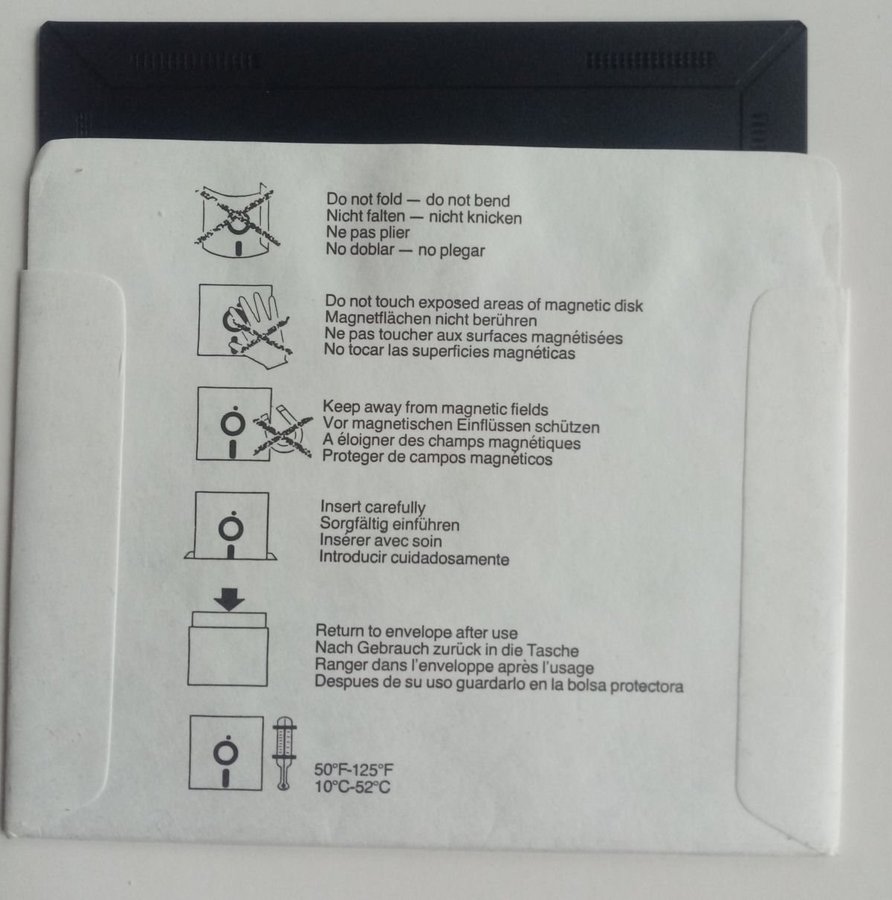 Do not fold — do not bend
Nicht falten — nicht knicken
Ne pas plier
No doblar — no plegar
Do not touch exposed areas of magnetic disk
Magnetflächen nicht berühren
Ne pas toucher aux surfaces magnétisées
No tocar las superficies magnéticas
Keep away from magnetic fields
Vor magnetischen Einflüssen schützen
A éloigner des champs magnétiques
Proteger de campos magnéticos
Insert carefully
Sorgfältig einführen
Insérer avec soin
Introducir cuidadosamente
Return to envelope after use
Nach Gebrauch zurück in die Tasche
Ranger dans l'enveloppe après l'usage
Despues de su uso guardarlo en la bolsa protectora
50°F-125°F
10°C-52°C